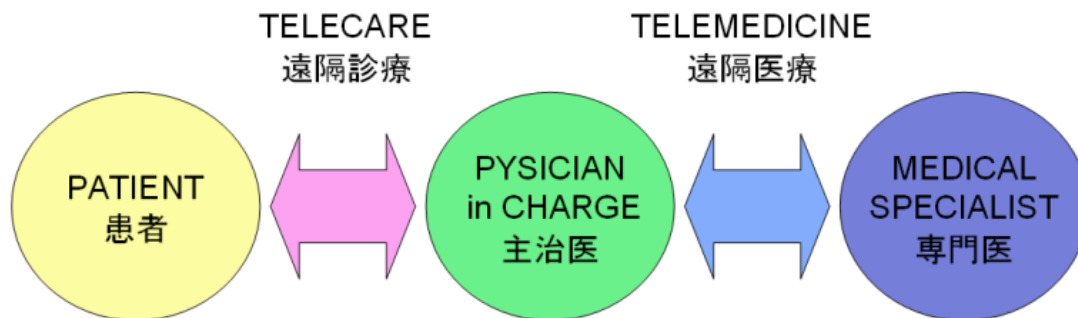 TELECARE
遠隔診療
TELEMEDICINE
遠隔医療
PATIENT
患者
PYSICIAN
in CHARGE
主治医
MEDICAL
SPECIALIST
専門医